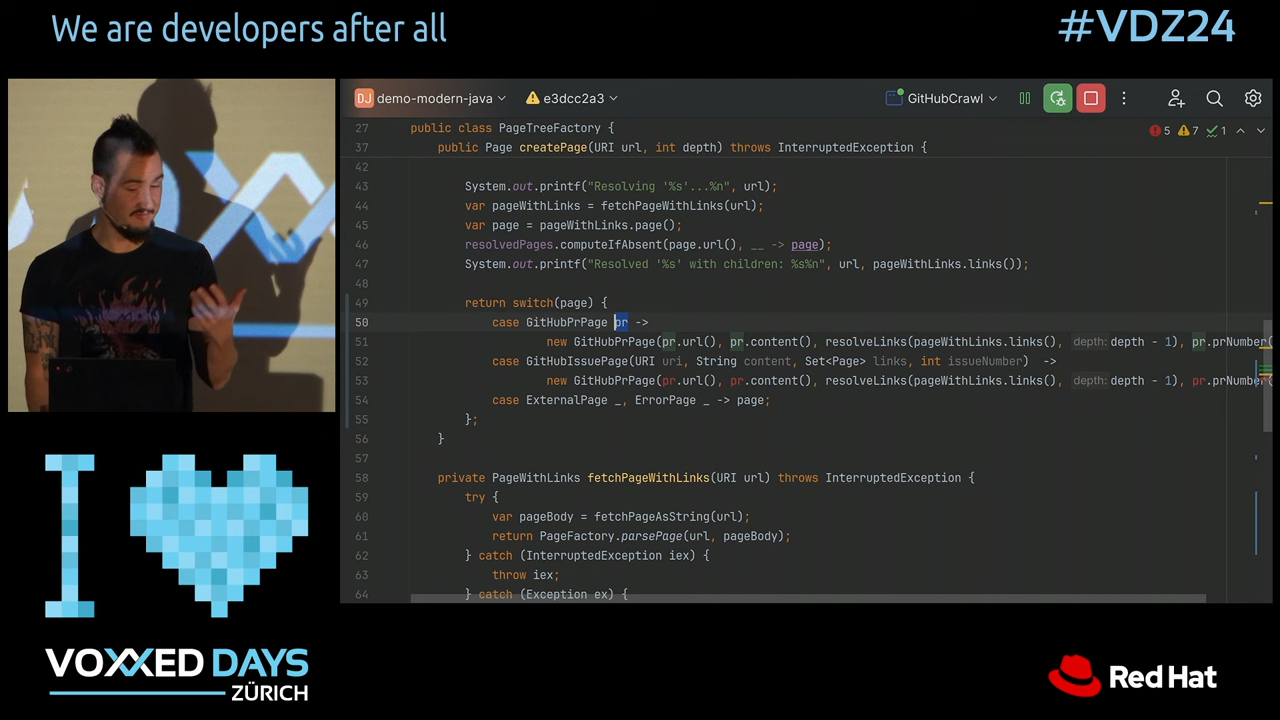 We are developers after all
#VDZ24
DJ demo-modern-java
e3dcc2a3
GitHubCrawl
27 public class PageTreeFactory {
5 7 1
37 public Page createPage(URI url, int depth) throws InterruptedException {
42
43 System.out.printf("Resolving '%s'...%n", url);
44 var pageWithLinks = fetchPageWithLinks(url);
45 var page = pageWithLinks.page();
46 resolvedPages.computeIfAbsent(page.url(), __ -> page);
47 System.out.printf("Resolved '%s' with children: %s%n", url, pageWithLinks.links());
48
49 return switch(page) {
50 case GitHubPrPage pr ->
51 new GitHubPrPage(pr.url(), pr.content(), resolveLinks(pageWithLinks.links(), depth: depth - 1), pr.prNumber(
52 case GitHubIssuePage(URI uri, String content, Set<Page> links, int issueNumber) ->
53 new GitHubPrPage(pr.url(), pr.content(), resolveLinks(pageWithLinks.links(), depth: depth - 1), pr.prNumber(
54 case ExternalPage _, ErrorPage _ -> page;
55 };
56 }
57
58 private PageWithLinks fetchPageWithLinks(URI url) throws InterruptedException {
59 try {
60 var pageBody = fetchPageAsString(url);
61 return PageFactory.parsePage(url, pageBody);
62 } catch (InterruptedException iex) {
63 throw iex;
64 } catch (Exception ex) {
I
VOXXED DAYS
ZÜRICH
Red Hat